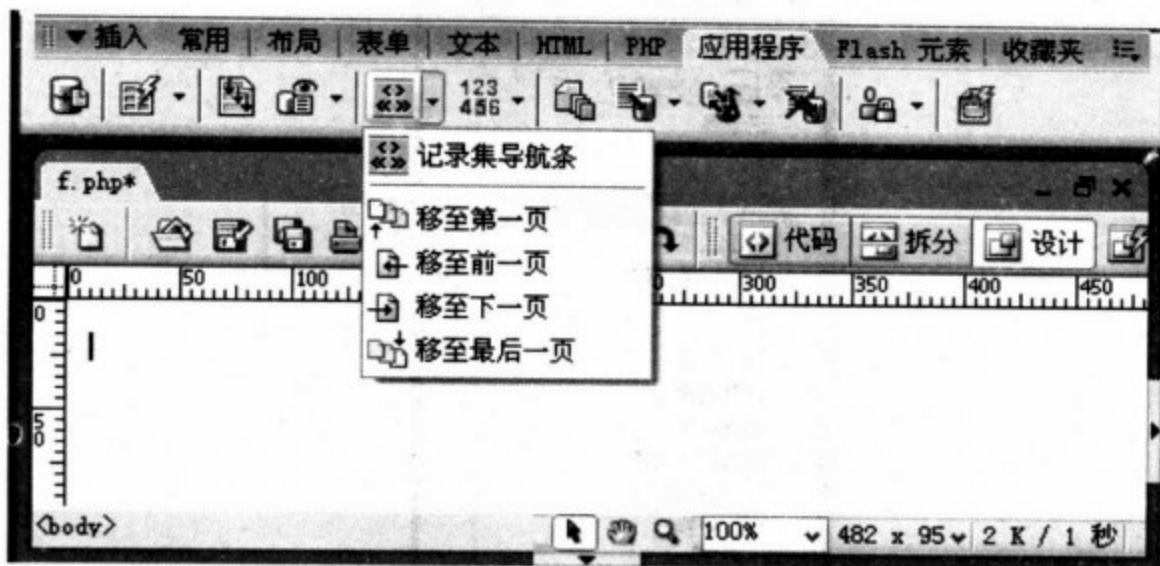 ▼插入 常用 | 布局 | 表单 | 文本 | HTML | PHP 应用程序 Flash 元素 | 收藏夹
123
456
记录集导航条
f.php*
移至第一页
代码 拆分 设计
移至前一页
0 50 100 300 350 400 450
移至下一页
0
移至最后一页
50
<body> 100% 482 x 95 2 K / 1 秒